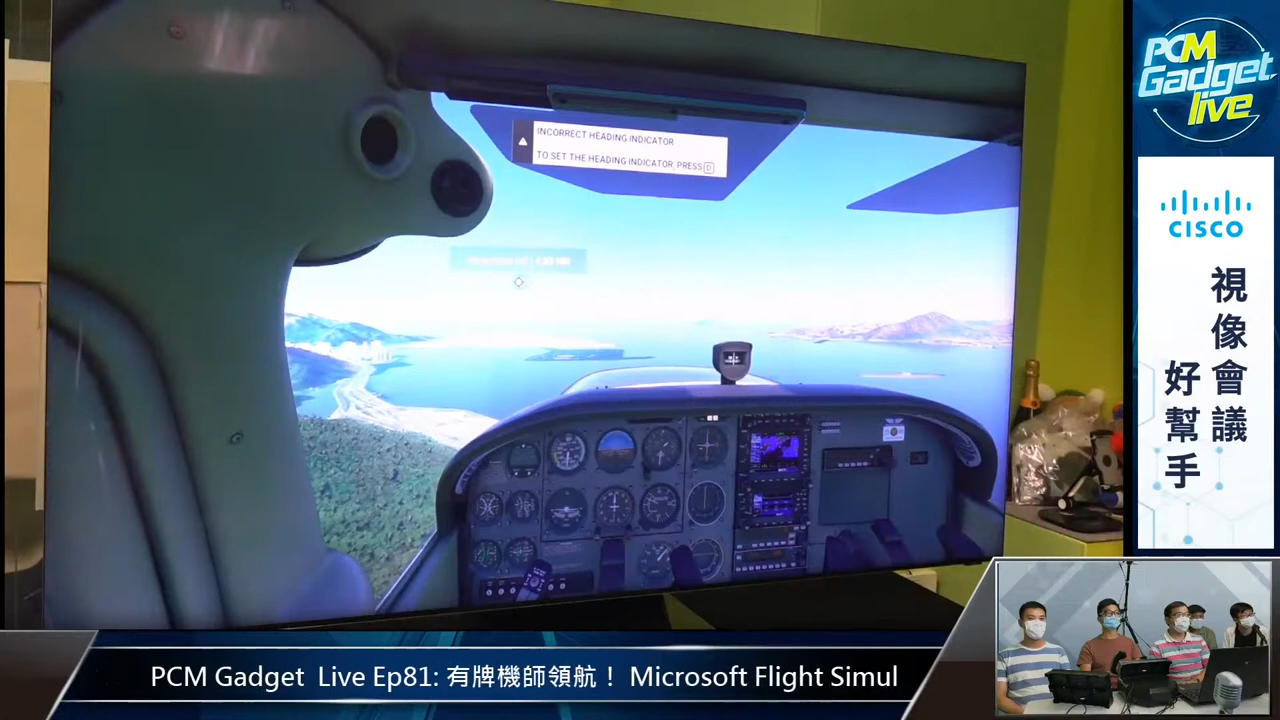 INCORRECT HEADING INDICATOR
TO SET THE HEADING INDICATOR, PRESS D
PCM
Gadget
live
CISCO
視像會議
好幫手
PCM Gadget Live Ep81: 有牌機師領航！ Microsoft Flight Simul